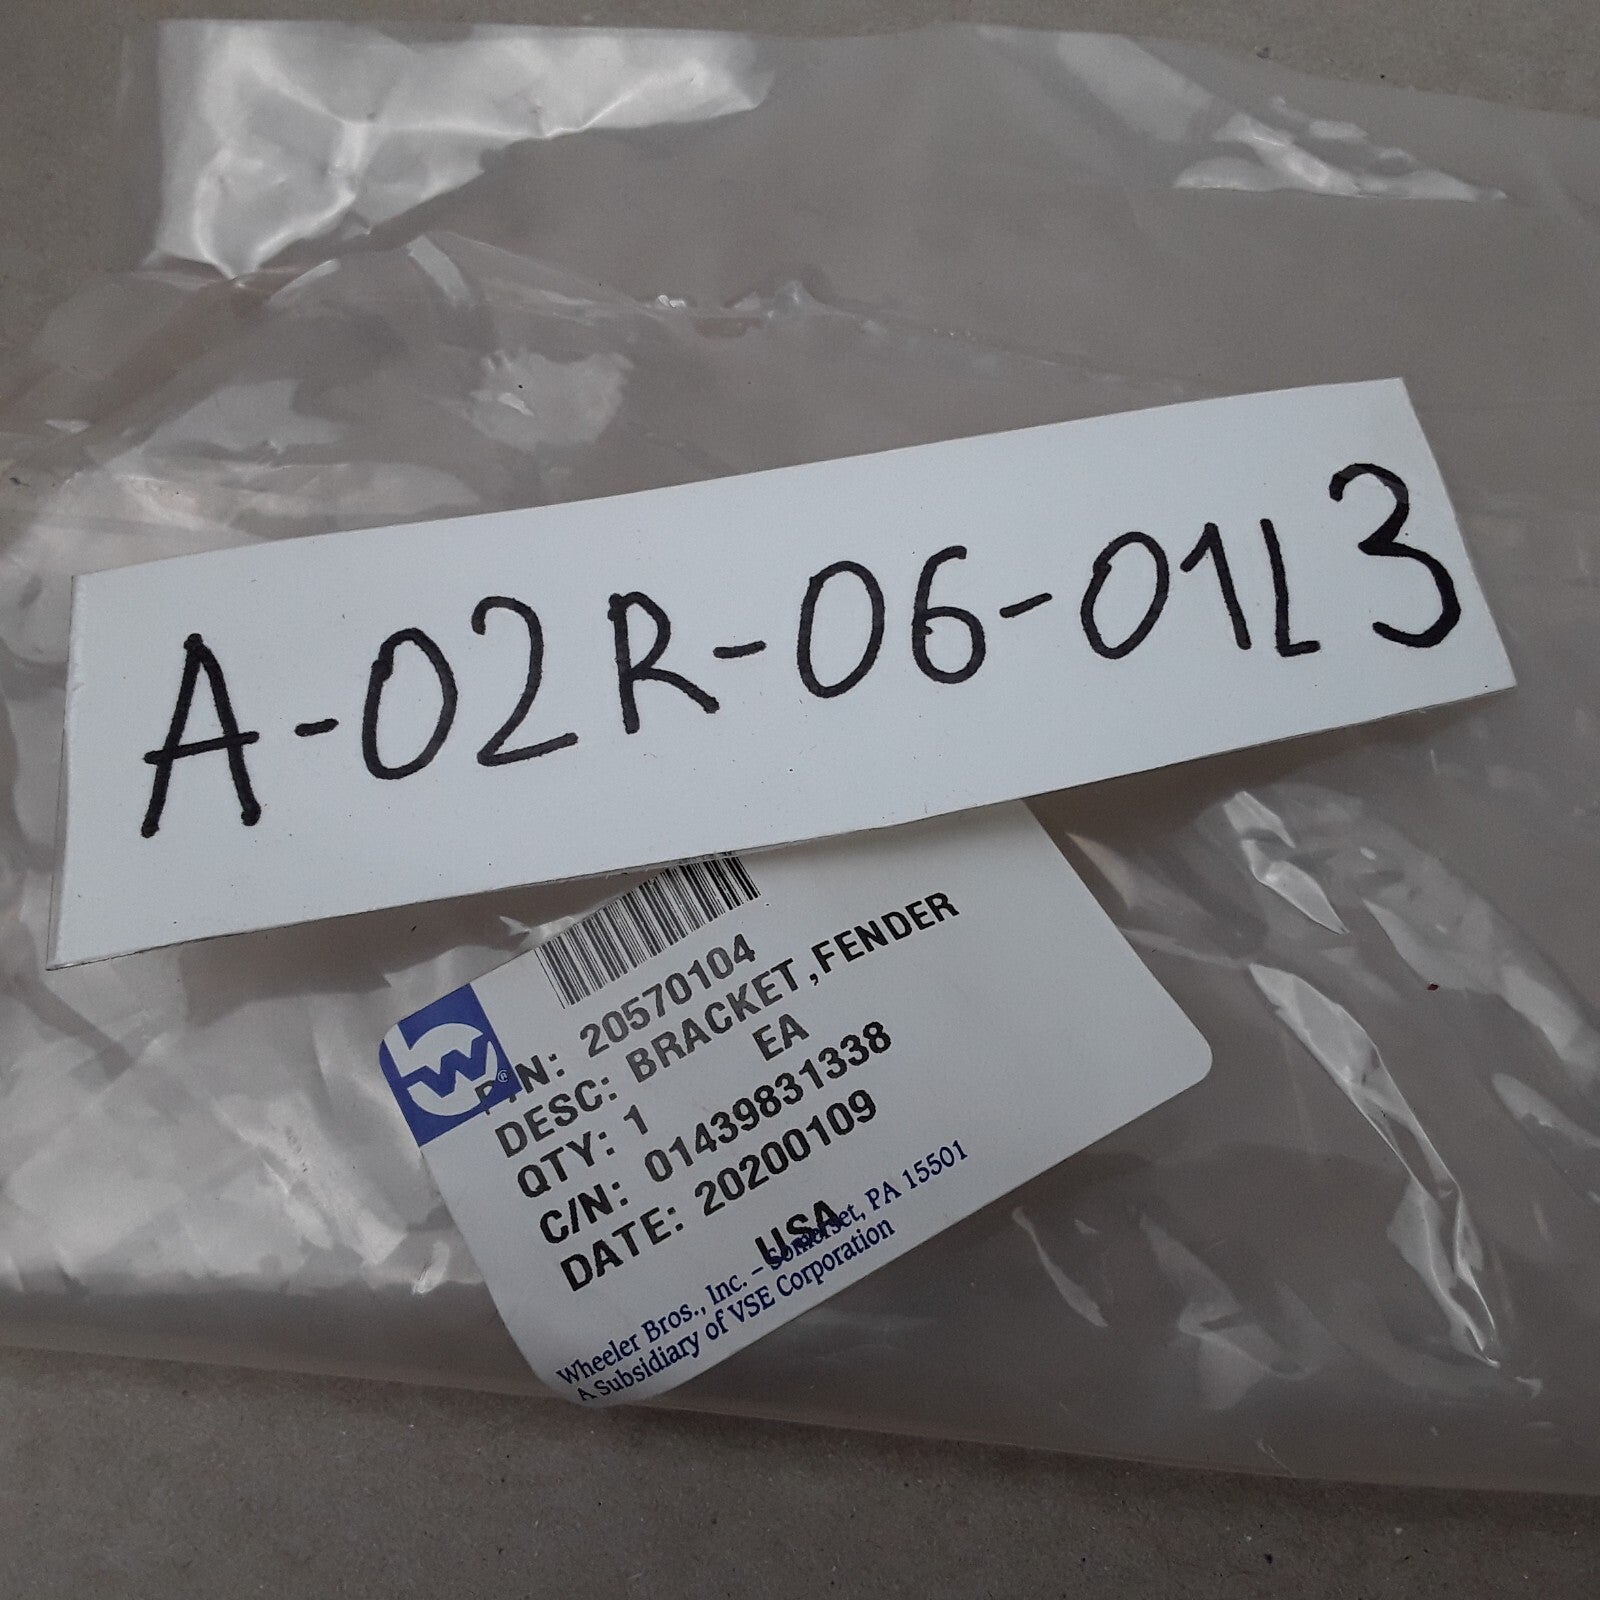 A-02R-06-01L3
P/N: 20570104
DESC: BRACKET,FENDER
QTY: 1 EA
C/N: 01439831338
DATE: 20200109
USA
Wheeler Bros., Inc. – Somerset, PA 15501
A Subsidiary of VSE Corporation
W®